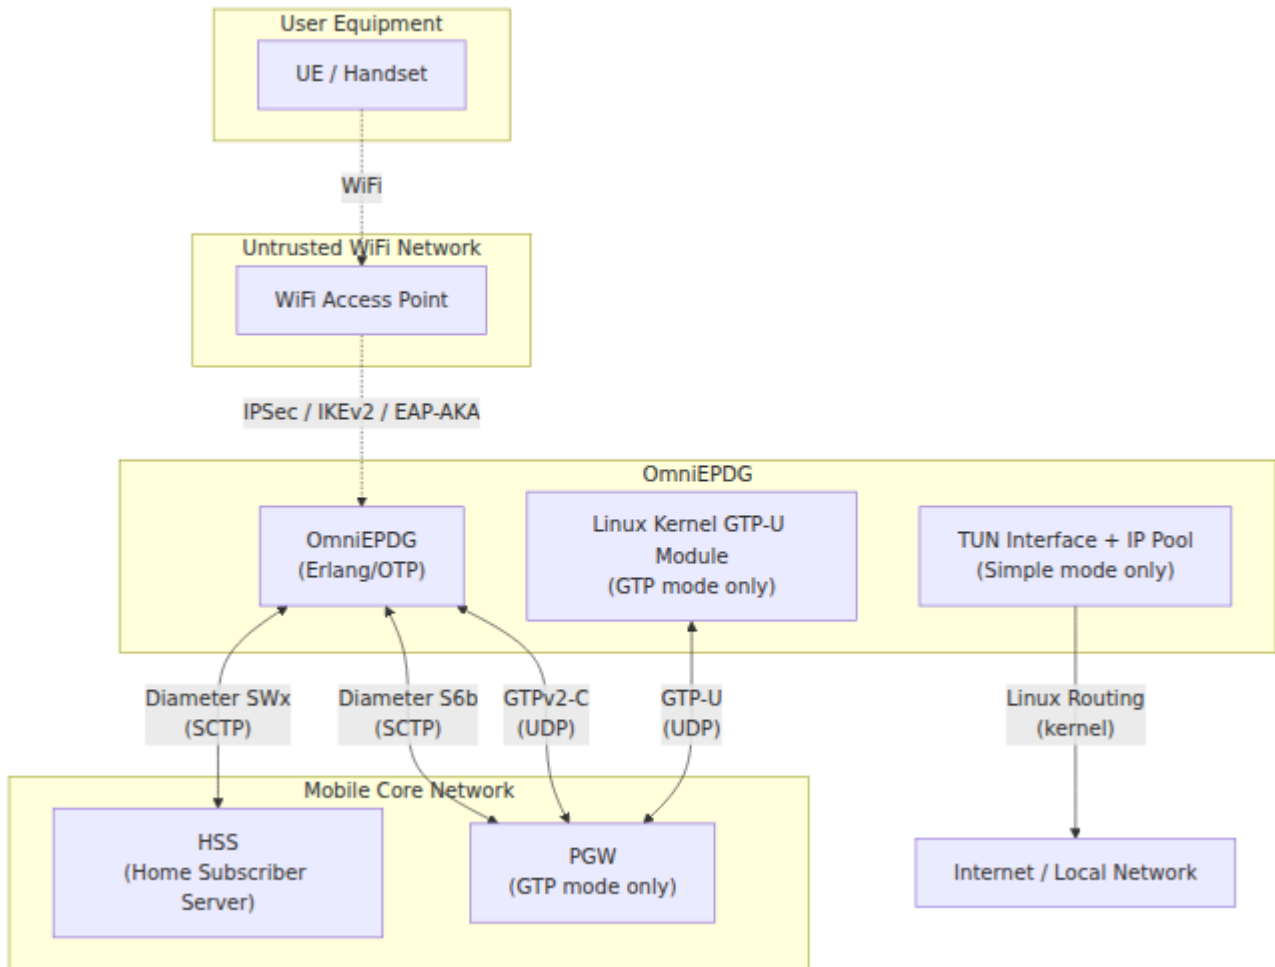 User Equipment
UE / Handset
WiFi
Untrusted WiFi Network
WiFi Access Point
IPSec / IKEv2 / EAP-AKA
OmniEPDG
OmniEPDG
(Erlang/OTP)
Linux Kernel GTP-U
Module
(GTP mode only)
TUN Interface + IP Pool
(Simple mode only)
Diameter SWx
(SCTP)
Diameter S6b
(SCTP)
GTPv2-C
(UDP)
GTP-U
(UDP)
Linux Routing
(kernel)
Mobile Core Network
HSS
(Home Subscriber
Server)
PGW
(GTP mode only)
Internet / Local Network